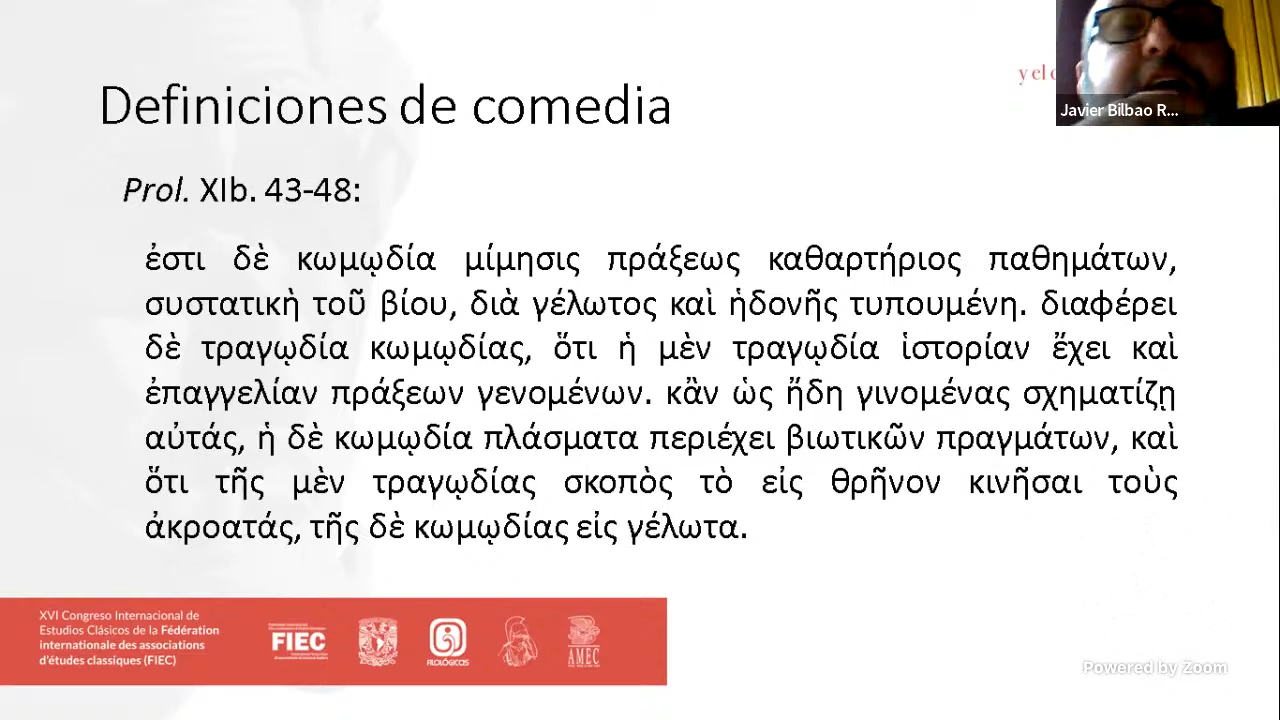 Definiciones de comedia
Javier Bilbao R...
Prol. XIb. 43-48:
ἐστι δὲ κωμῳδία μίμησις πράξεως καθαρτήριος παθημάτων,
συστατικὴ τοῦ βίου, διὰ γέλωτος καὶ ἡδονῆς τυπουμένη. διαφέρει
δὲ τραγῳδία κωμῳδίας, ὅτι ἡ μὲν τραγῳδία ἱστορίαν ἔχει καὶ
ἐπαγγελίαν πράξεων γενομένων. κἂν ὡς ἤδη γινομένας σχηματίζῃ
αὐτάς, ἡ δὲ κωμῳδία πλάσματα περιέχει βιωτικῶν πραγμάτων, καὶ
ὅτι τῆς μὲν τραγῳδίας σκοπὸς τὸ εἰς θρῆνον κινῆσαι τοὺς
ἀκροατάς, τῆς δὲ κωμῳδίας εἰς γέλωτα.
XVI Congreso Internacional de
Estudios Clásicos de la Fédération
internationale des associations
d'études classiques (FIEC)
FIEC
FILOLÓGICAS
AMEC
Powered by Zoom